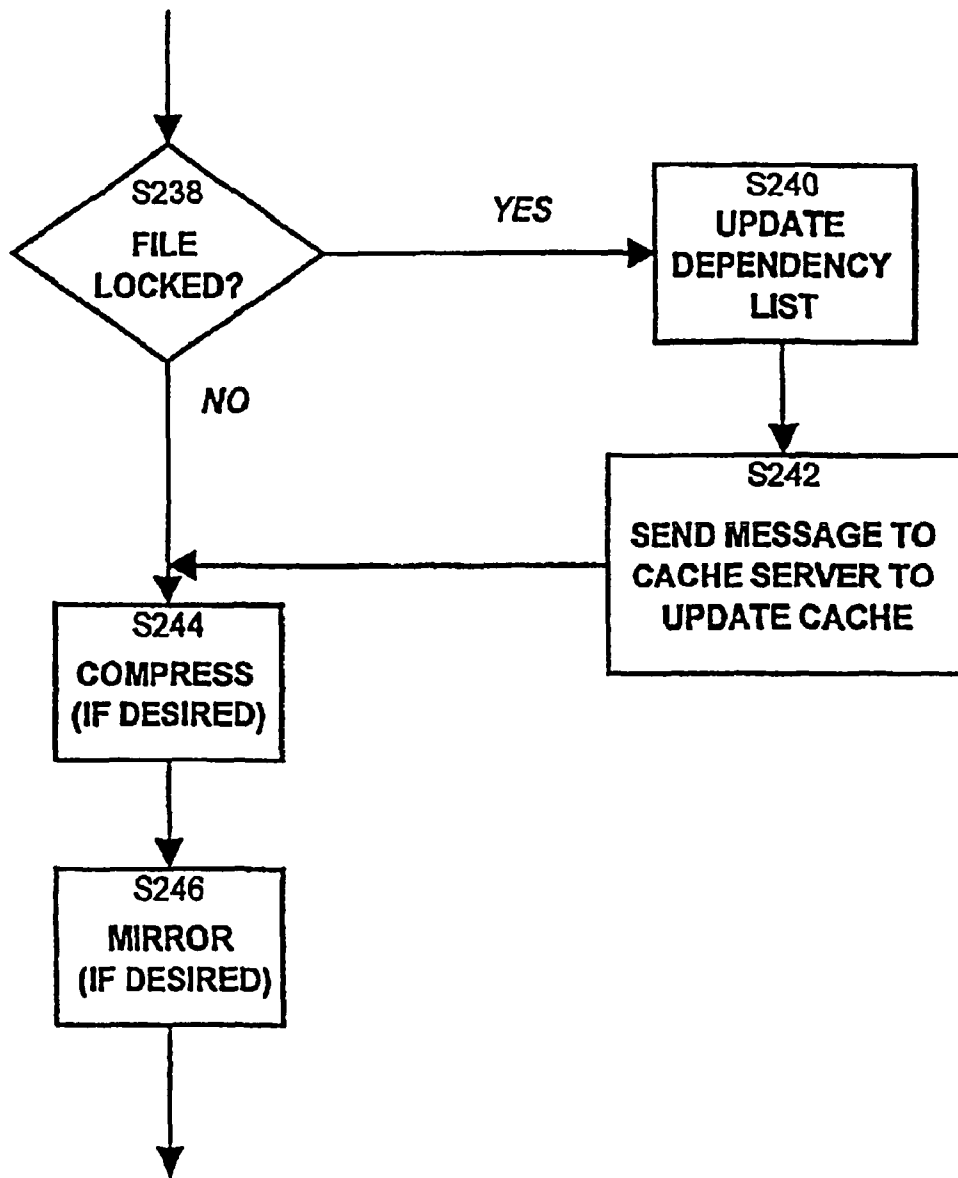 S238
FILE
LOCKED?
YES
S240
UPDATE
DEPENDENCY
LIST
NO
S242
SEND MESSAGE TO
CACHE SERVER TO
UPDATE CACHE
S244
COMPRESS
(IF DESIRED)
S246
MIRROR
(IF DESIRED)